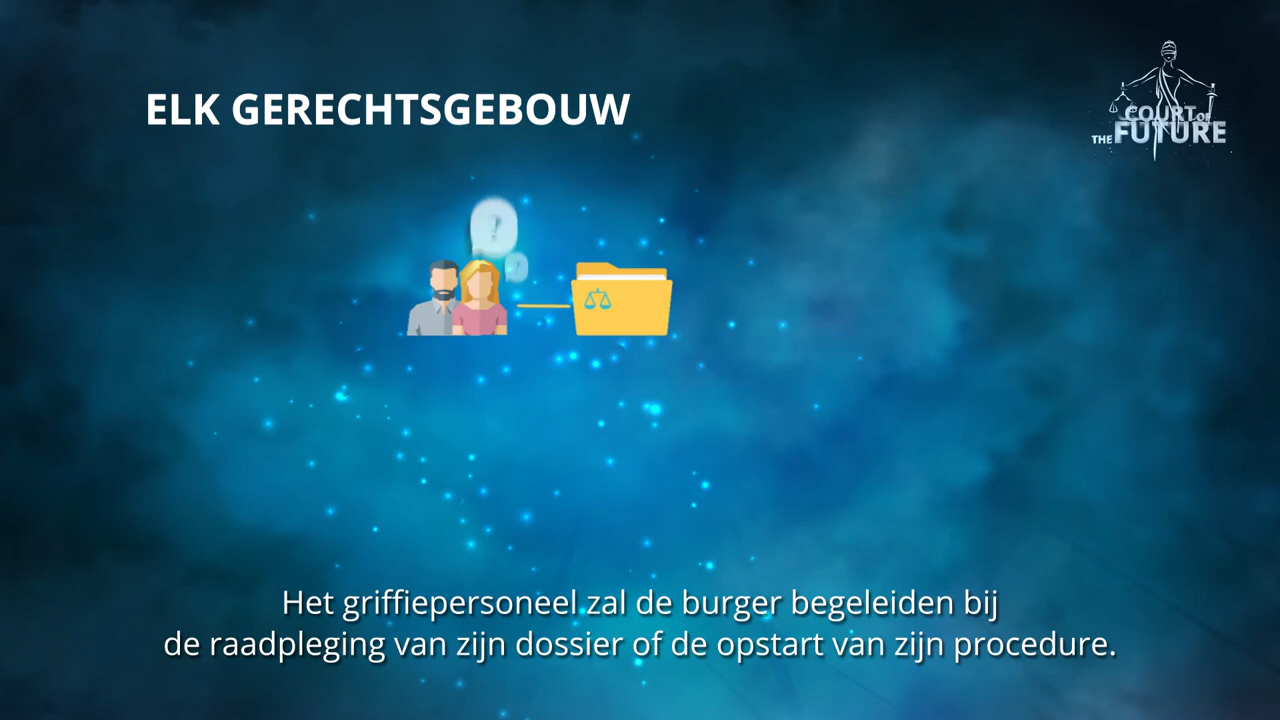 ELK GERECHTSGEBOUW
COURT OF
THE FUTURE
?
?
Het griffiepersoneel zal de burger begeleiden bij
de raadpleging van zijn dossier of de opstart van zijn procedure.